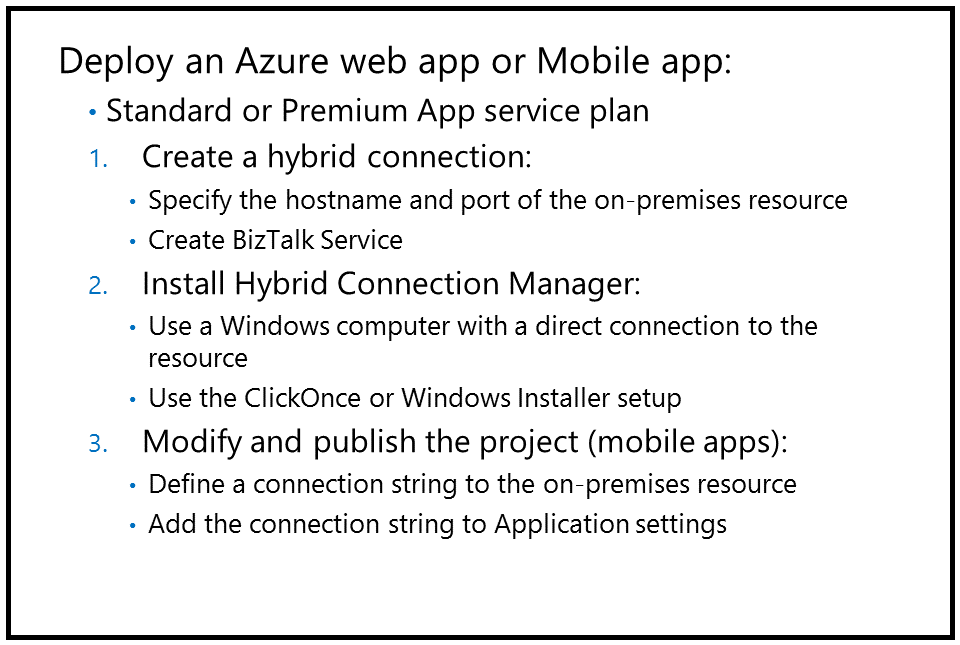 Deploy an Azure web app or Mobile app:
• Standard or Premium App service plan
1. Create a hybrid connection:
• Specify the hostname and port of the on-premises resource
• Create BizTalk Service
2. Install Hybrid Connection Manager:
• Use a Windows computer with a direct connection to the
resource
• Use the ClickOnce or Windows Installer setup
3. Modify and publish the project (mobile apps):
• Define a connection string to the on-premises resource
• Add the connection string to Application settings